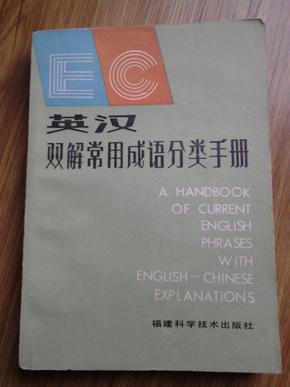 EC
英汉
双解常用成语分类手册
A HANDBOOK
OF CURRENT
ENGLISH
PHRASES
WITH
ENGLISH—CHINESE
EXPLANATIONS
福建科学技术出版社